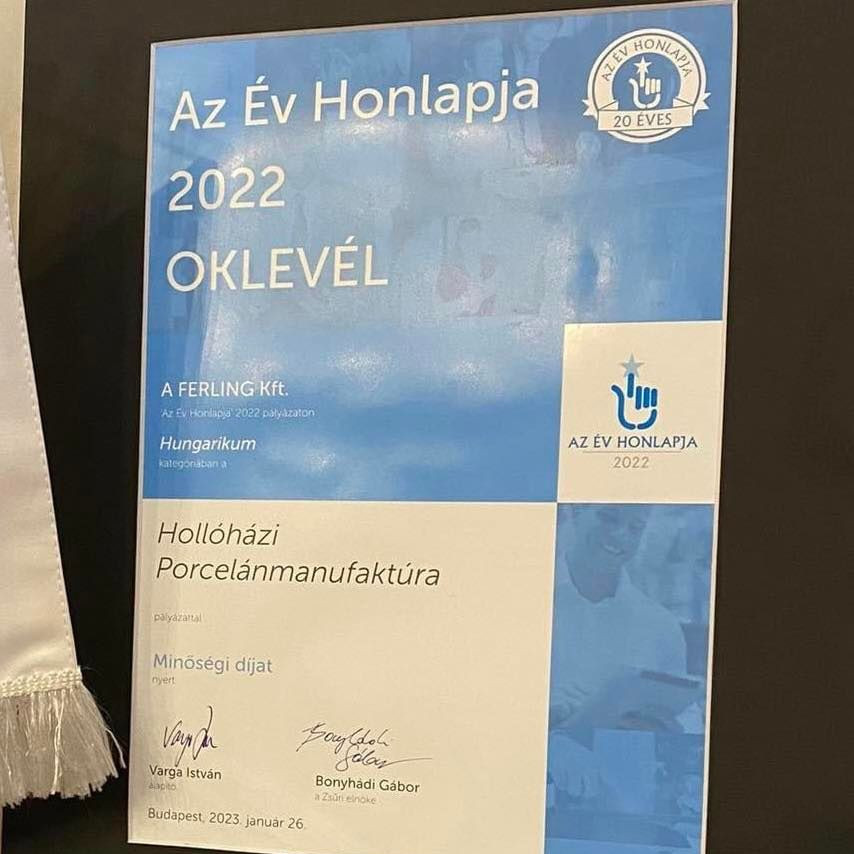 Az Év Honlapja
2022
OKLEVÉL
AZ ÉV HONLAPJA
20 ÉVES
A FERLING Kft.
'Az Év Honlapja' 2022 pályázaton
Hungarikum
kategóriában a
AZ ÉV HONLAPJA
2022
Hollóházi
Porcelánmanufaktúra
pályázattal
Minőségi díjat
nyert
Varga István
alapító
Bonyhádi Gábor
a Zsűri elnöke
Budapest, 2023. január 26.